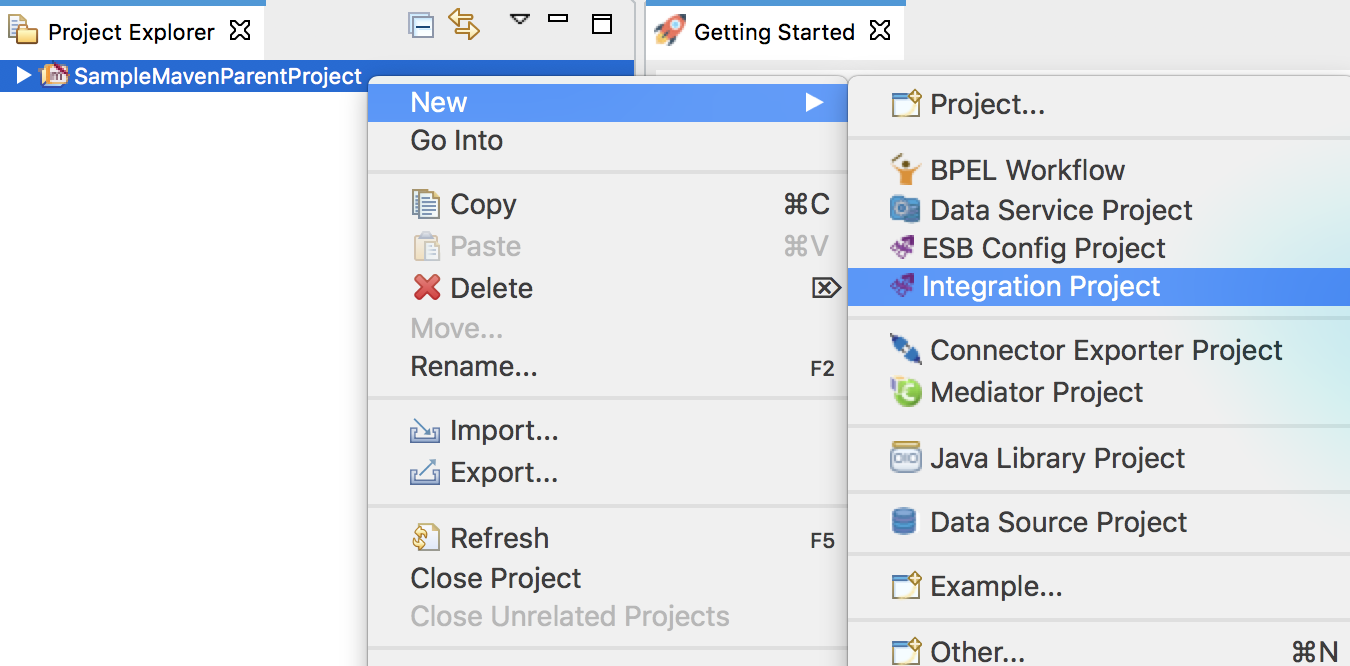 Project Explorer
Getting Started
SampleMavenParentProject
New
Go Into
Copy ⌘C
Paste ⌘V
Delete ⌦
Move...
Rename... F2
Import...
Export...
Refresh F5
Close Project
Close Unrelated Projects
Project...
BPEL Workflow
Data Service Project
ESB Config Project
Integration Project
Connector Exporter Project
Mediator Project
Java Library Project
Data Source Project
Example...
Other... ⌘N